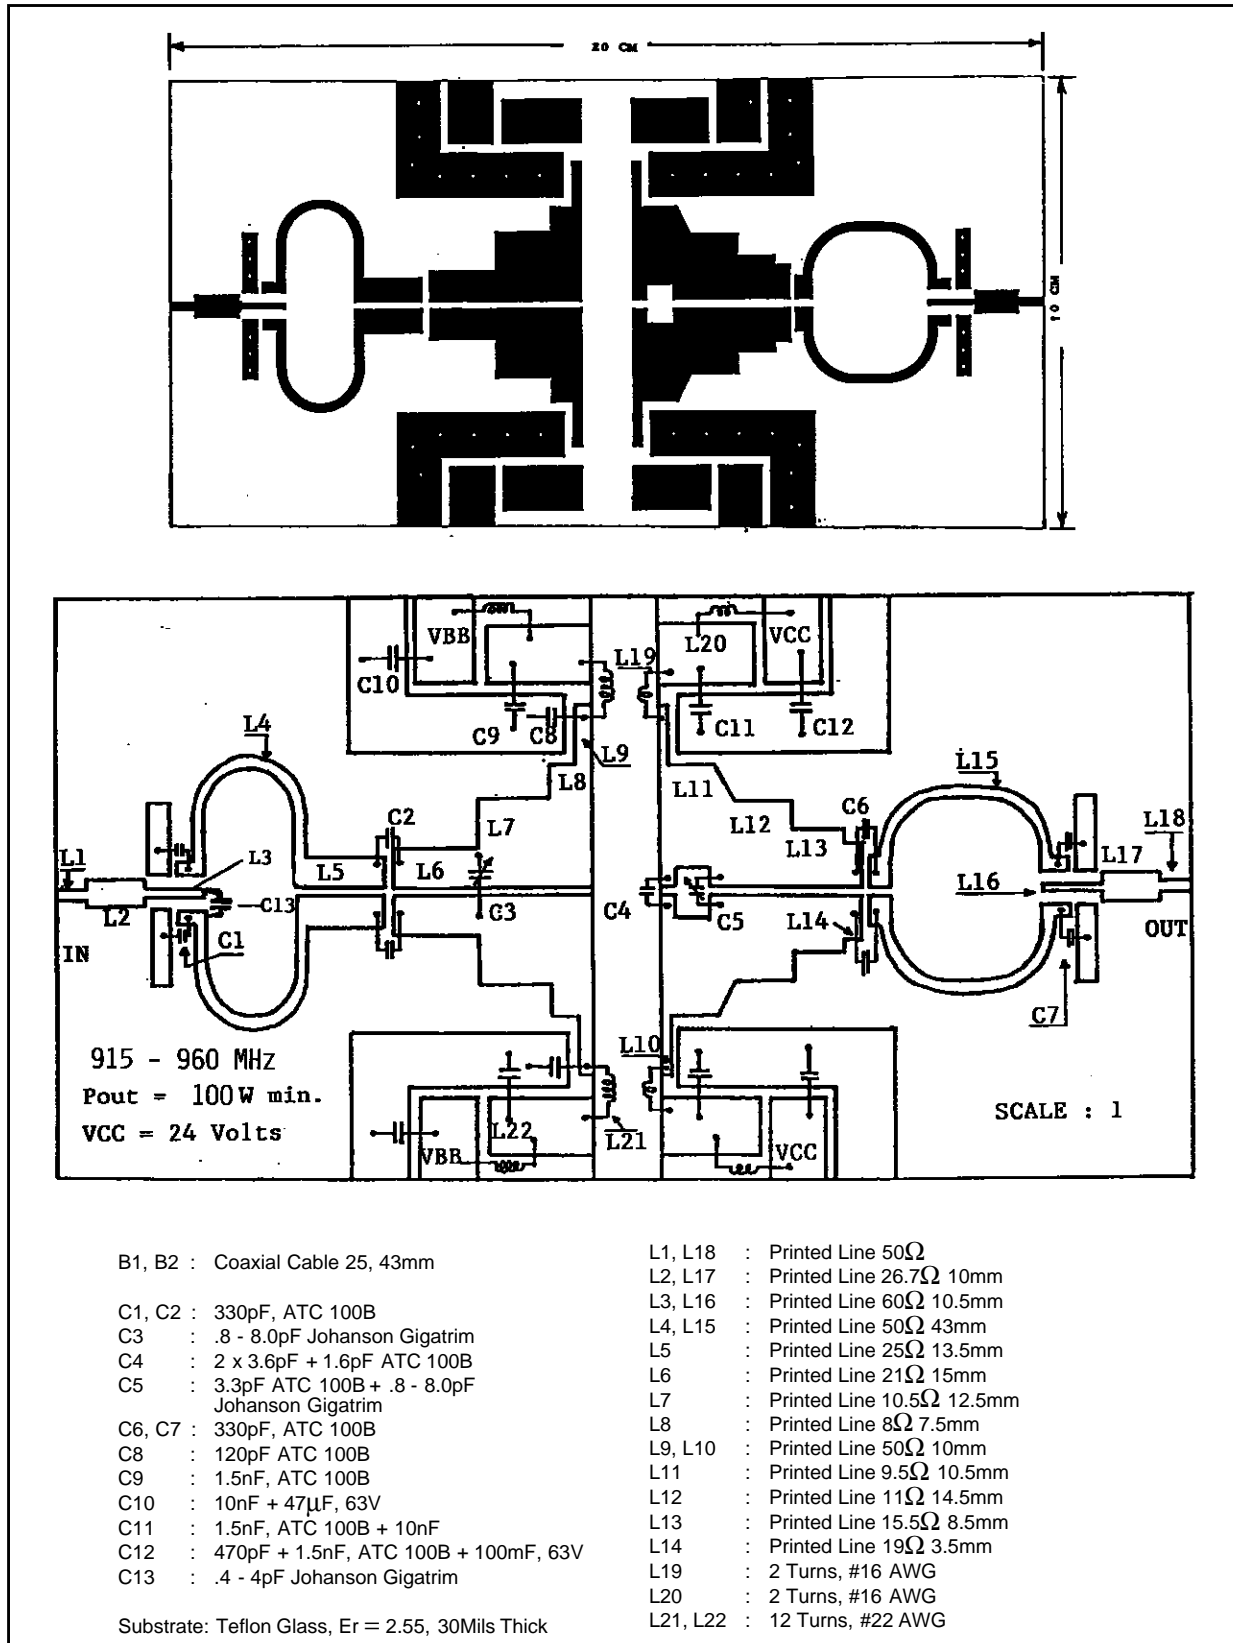 20 CM
10 CM
VBB
L20
VCC
L19
C10
C9
C8
C11
C12
L4
L9
L15
L8
L11
C2
L7
L12
C6
L18
L1
L3
L5
L6
L13
L17
L16
C13
L2
C3
C4
C5
L14
OUT
IN
C1
C7
L10
915 - 960 MHz
Pout = 100 W min.
VCC = 24 Volts
SCALE : 1
L22
L21
VBB
VCC
B1, B2 : Coaxial Cable 25, 43mm
C1, C2 : 330pF, ATC 100B
C3 : .8 - 8.0pF Johanson Gigatrim
C4 : 2 x 3.6pF + 1.6pF ATC 100B
C5 : 3.3pF ATC 100B + .8 - 8.0pF
Johanson Gigatrim
C6, C7 : 330pF, ATC 100B
C8 : 120pF ATC 100B
C9 : 1.5nF, ATC 100B
C10 : 10nF + 47µF, 63V
C11 : 1.5nF, ATC 100B + 10nF
C12 : 470pF + 1.5nF, ATC 100B + 100mF, 63V
C13 : .4 - 4pF Johanson Gigatrim
Substrate: Teflon Glass, Er = 2.55, 30Mils Thick
L1, L18 : Printed Line 50Ω
L2, L17 : Printed Line 26.7Ω 10mm
L3, L16 : Printed Line 60Ω 10.5mm
L4, L15 : Printed Line 50Ω 43mm
L5 : Printed Line 25Ω 13.5mm
L6 : Printed Line 21Ω 15mm
L7 : Printed Line 10.5Ω 12.5mm
L8 : Printed Line 8Ω 7.5mm
L9, L10 : Printed Line 50Ω 10mm
L11 : Printed Line 9.5Ω 10.5mm
L12 : Printed Line 11Ω 14.5mm
L13 : Printed Line 15.5Ω 8.5mm
L14 : Printed Line 19Ω 3.5mm
L19 : 2 Turns, #16 AWG
L20 : 2 Turns, #16 AWG
L21, L22 : 12 Turns, #22 AWG